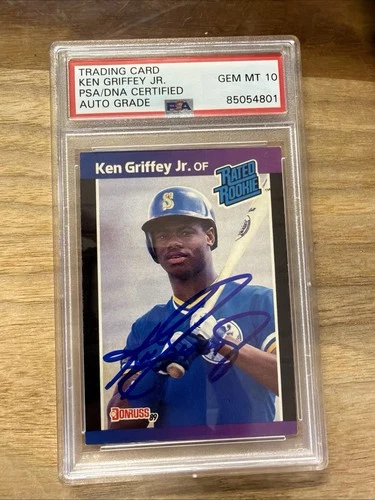 TRADING CARD
KEN GRIFFEY JR.
PSA/DNA CERTIFIED GEM MT 10
AUTO GRADE PSA 85054801
Ken Griffey Jr. OF
RATED
ROOKIE
S
DONRUSS 89